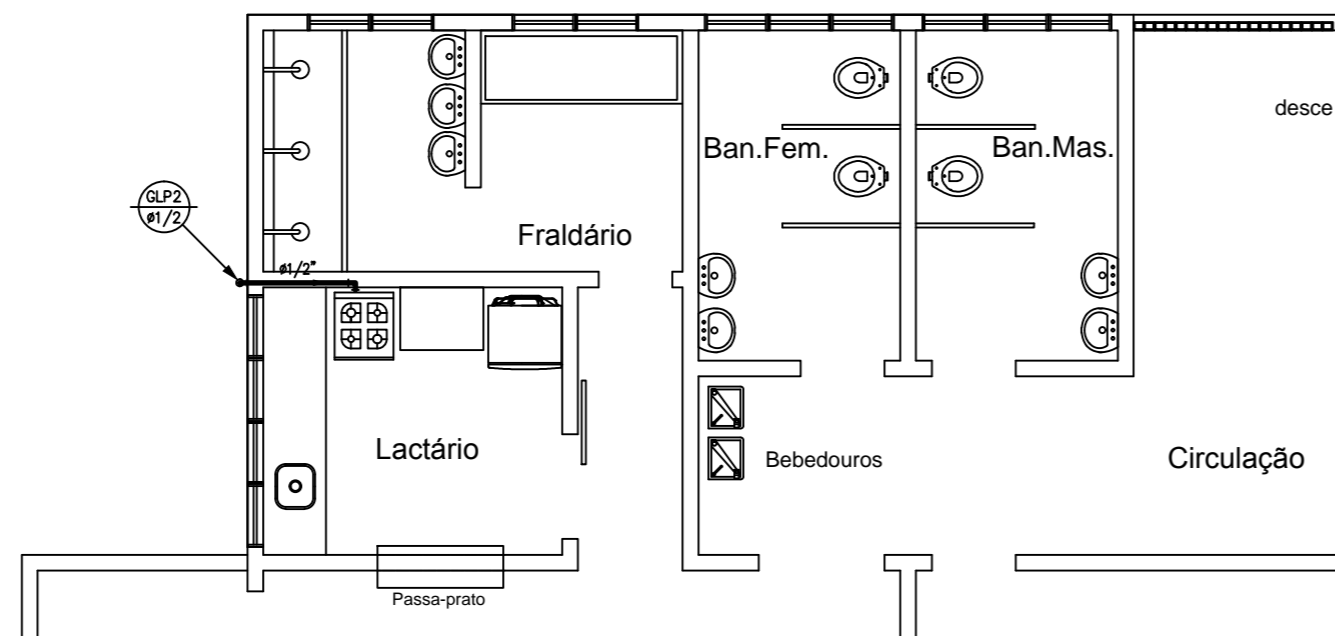 desce
Ban.Fem.
Ban.Mas.
GLP2
ø1/2
Fraldário
ø1/2"
Lactário
Bebedouros
Circulação
Passa-prato